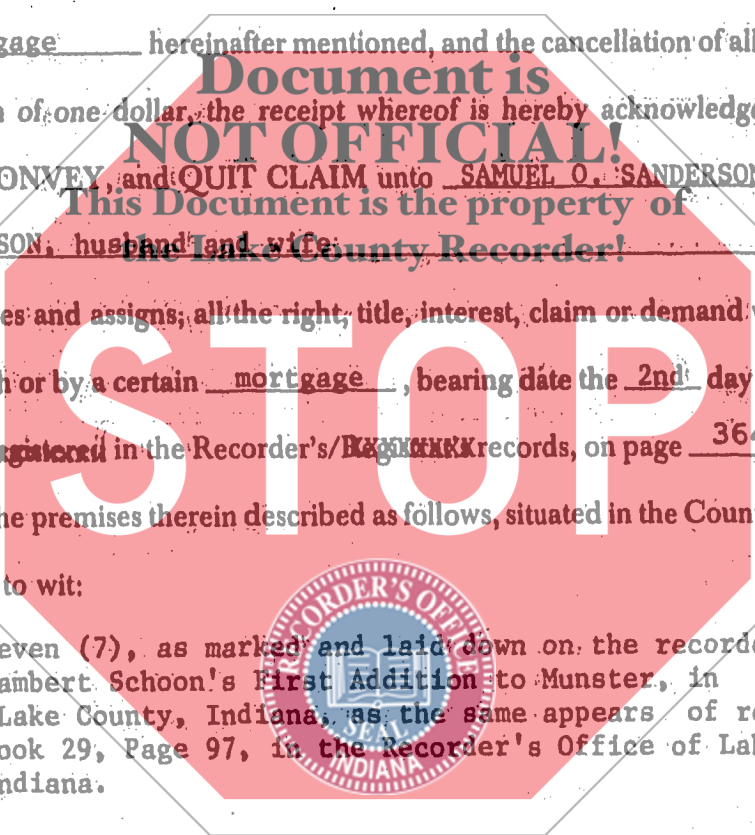 gage hereinafter mentioned, and the cancellation of all
Document is
n of one dollar, the receipt whereof is hereby acknowledge
NOT OFFICIAL!
ONVEY, and QUIT CLAIM unto SAMUEL O. SANDERSON
This Document is the property of
SON, husband and wife,
the Lake County Recorder!
es and assigns, all the right, title, interest, claim or demand
h or by a certain mortgage, bearing date the 2nd day
STOP
in the Recorder's/ records, on page 364
he premises therein described as follows, situated in the Coun
to wit:
RECORDER'S OFFICE
even (7), as marked and laid down on the recorde
ambert Schoon's First Addition to Munster, in
Lake County, Indiana, as the same appears of re
SEAL
ook 29, Page 97, in the Recorder's Office of Lak
INDIANA
ndiana.